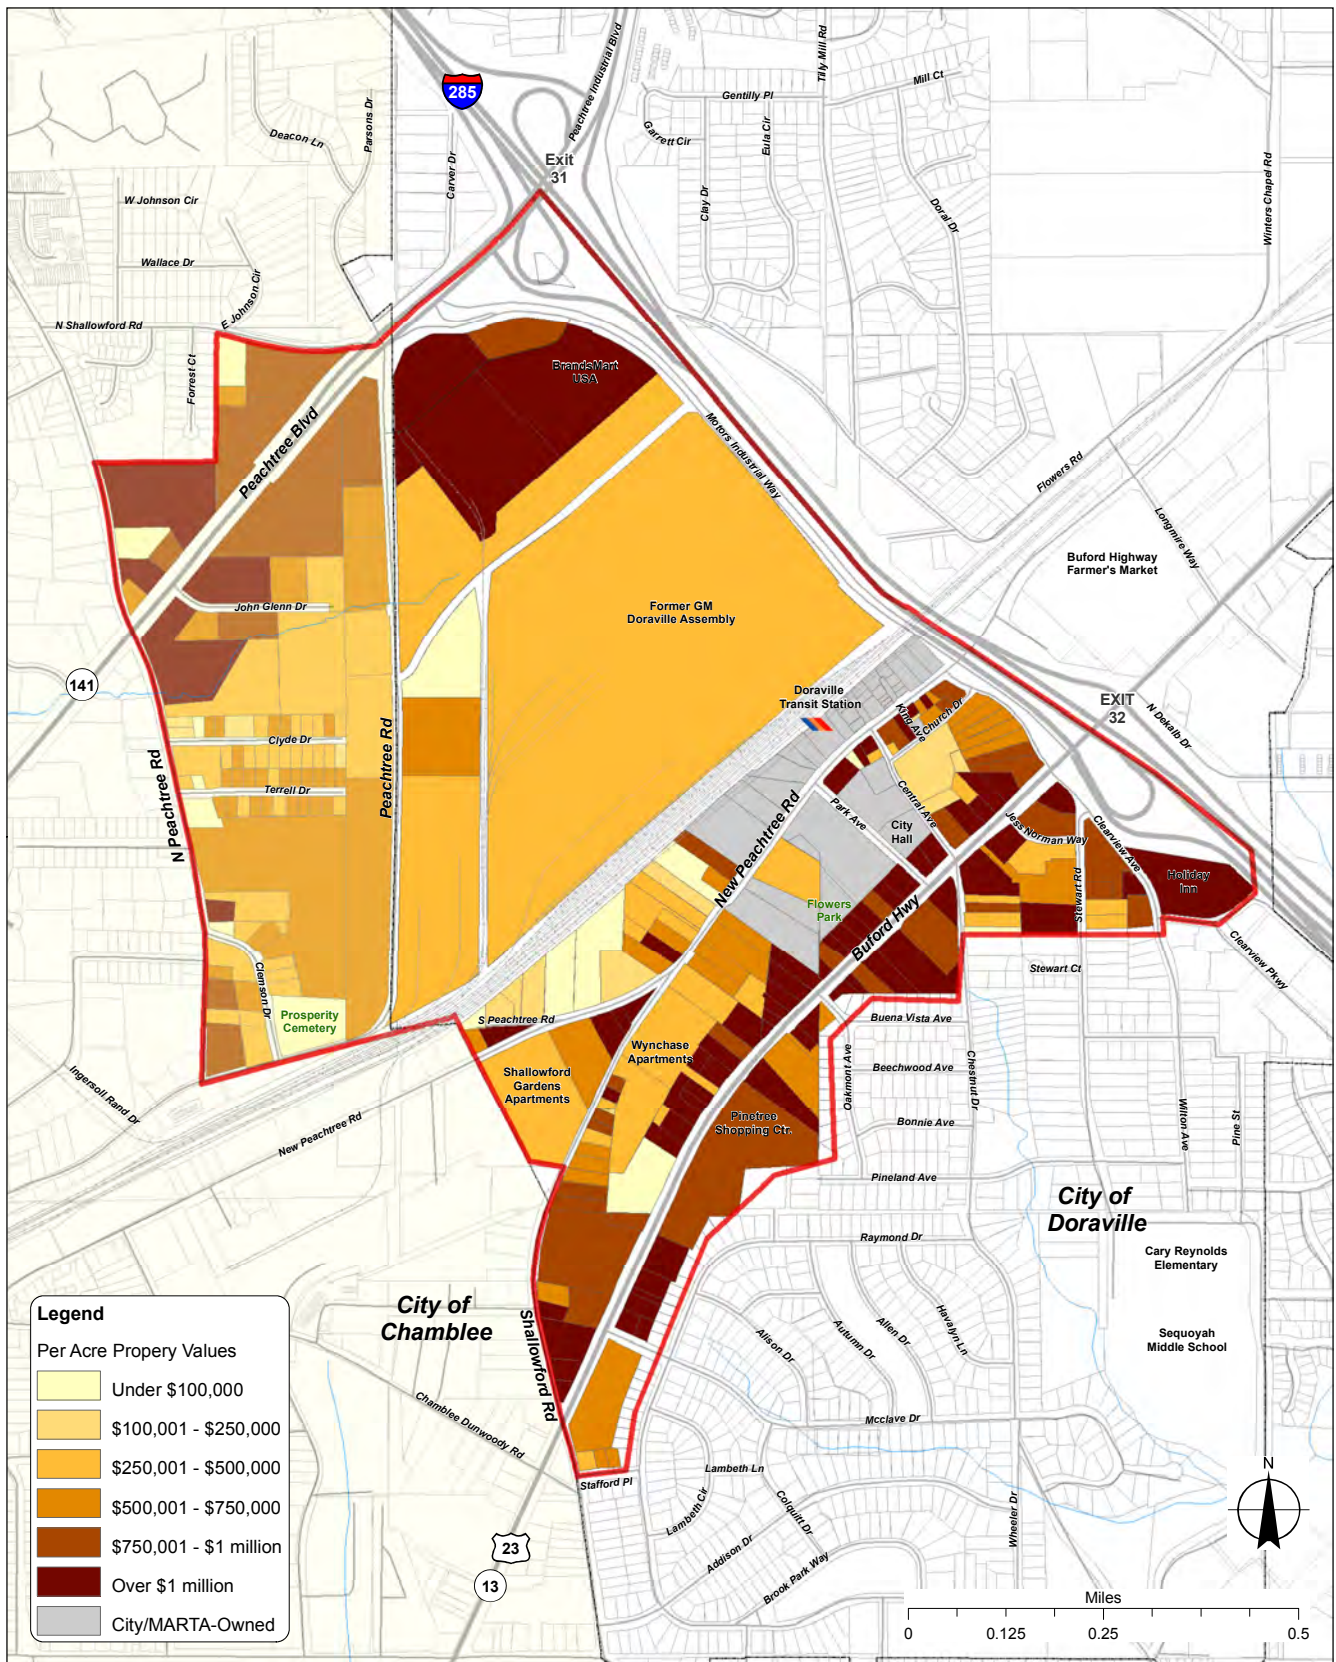 285
Peachtree Industrial Blvd
Tilly Mill Rd
Mill Ct
Gentilly Pl
Garrett Cir
Eula Cir
Clay Dr
Doral Dr
Winters Chapel Rd
Deacon Ln
Parsons Dr
Carver Dr
Exit
31
W Johnson Cir
Wallace Dr
E Johnson Cir
N Shallowford Rd
Forrest Ct
BrandsMart
USA
Peachtree Blvd
Motors Industrial Way
Flowers Rd
Longmire Way
Buford Highway
Farmer's Market
Former GM
Doraville Assembly
John Glenn Dr
141
Doraville
Transit Station
EXIT
32
N Dekalb Dr
King Ave
Church Dr
Clyde Dr
Peachtree Rd
Terrell Dr
N Peachtree Rd
New Peachtree Rd
Park Ave
Central Ave
City
Hall
Jess Norman Way
Clearview Ave
Stewart Rd
Holiday
Inn
Flowers
Park
Buford Hwy
Clearview Pkwy
Stewart Ct
Clemson Dr
Prosperity
Cemetery
S Peachtree Rd
Buena Vista Ave
Wynchase
Apartments
Shallowford
Gardens
Apartments
Oakmont Ave
Beechwood Ave
Chestnut Dr
Ingersoll Rand Dr
New Peachtree Rd
Pinetree
Shopping Ctr.
Bonnie Ave
Wilton Ave
Pine St
Pineland Ave
City of
Doraville
Raymond Dr
Cary Reynolds
Elementary
City of
Chamblee
Shallowford Rd
Alison Dr
Autumn Dr
Allen Dr
Havalyn Ln
Sequoyah
Middle School
Chamblee Dunwoody Rd
Mcclave Dr
Stafford Pl
Lambeth Ln
Lambeth Cir
Colquitt Dr
Addison Dr
Wheeler Dr
Brook Park Way
23
13
N
Legend
Per Acre Propery Values
Under $100,000
$100,001 - $250,000
$250,001 - $500,000
$500,001 - $750,000
$750,001 - $1 million
Over $1 million
City/MARTA-Owned
Miles
0 0.125 0.25 0.5